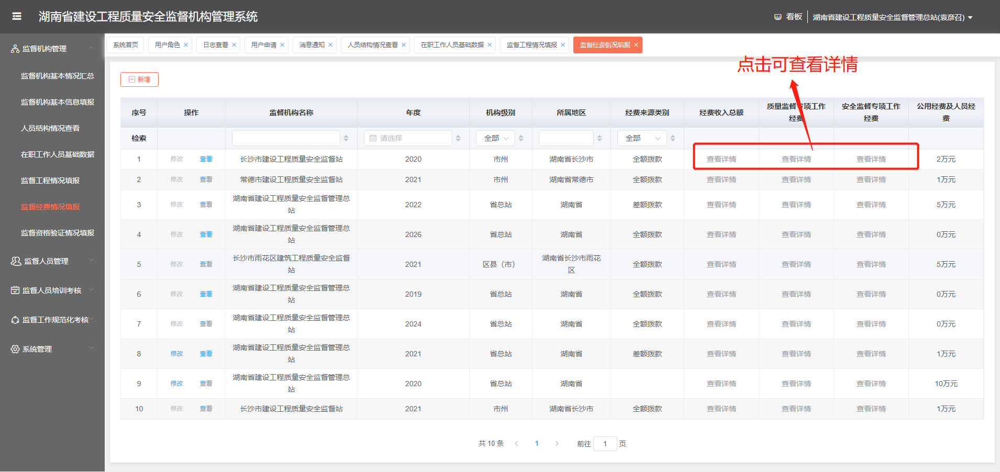 湖南省建设工程质量安全监督机构管理系统
看板
湖南省建设工程质量安全监督管理总站(袁彦召)
监督机构管理
监督机构基本情况汇总
监督机构基本信息填报
人员结构情况查看
在职工作人员基础数据
监督工程情况填报
监督经费情况填报
监督资格验证情况填报
监督人员管理
监督人员培训考核
监督工作规范化考核
系统管理
系统首页 用户角色 日志查看 用户申请 消息通知 人员结构情况查看 在职工作人员基础数据 监督工程情况填报 监督经费情况填报
点击可查看详情
新增
序号 操作 监督机构名称 年度 机构级别 所属地区 经费来源类别 经费收入总额 质量监督专项工作经费 安全监督专项工作经费 公用经费及人员经费
检索 请选择 全部 全部
1 修改 查看 长沙市建设工程质量安全监督站 2020 市州 湖南省长沙市 全额拨款 查看详情 查看详情 查看详情 2万元
2 修改 查看 常德市建设工程质量安全监督站 2021 市州 湖南省常德市 全额拨款 查看详情 查看详情 查看详情 1万元
3 修改 查看 湖南省建设工程质量安全监督管理总站 2022 省总站 湖南省 差额拨款 查看详情 查看详情 查看详情 5万元
4 修改 查看 湖南省建设工程质量安全监督管理总站 2026 省总站 湖南省 全额拨款 查看详情 查看详情 查看详情 0万元
5 修改 查看 长沙市雨花区建筑工程质量安全监督站 2021 区县（市） 湖南省长沙市雨花区 全额拨款 查看详情 查看详情 查看详情 5万元
6 修改 查看 湖南省建设工程质量安全监督管理总站 2019 省总站 湖南省 全额拨款 查看详情 查看详情 查看详情 0万元
7 修改 查看 湖南省建设工程质量安全监督管理总站 2024 省总站 湖南省 全额拨款 查看详情 查看详情 查看详情 0万元
8 修改 查看 湖南省建设工程质量安全监督管理总站 2021 省总站 湖南省 差额拨款 查看详情 查看详情 查看详情 1万元
9 修改 查看 湖南省建设工程质量安全监督管理总站 2020 省总站 湖南省 查看详情 查看详情 查看详情 10万元
10 修改 查看 长沙市建设工程质量安全监督站 2021 市州 湖南省长沙市 全额拨款 查看详情 查看详情 查看详情 1万元
共 10 条 1 前往 1 页